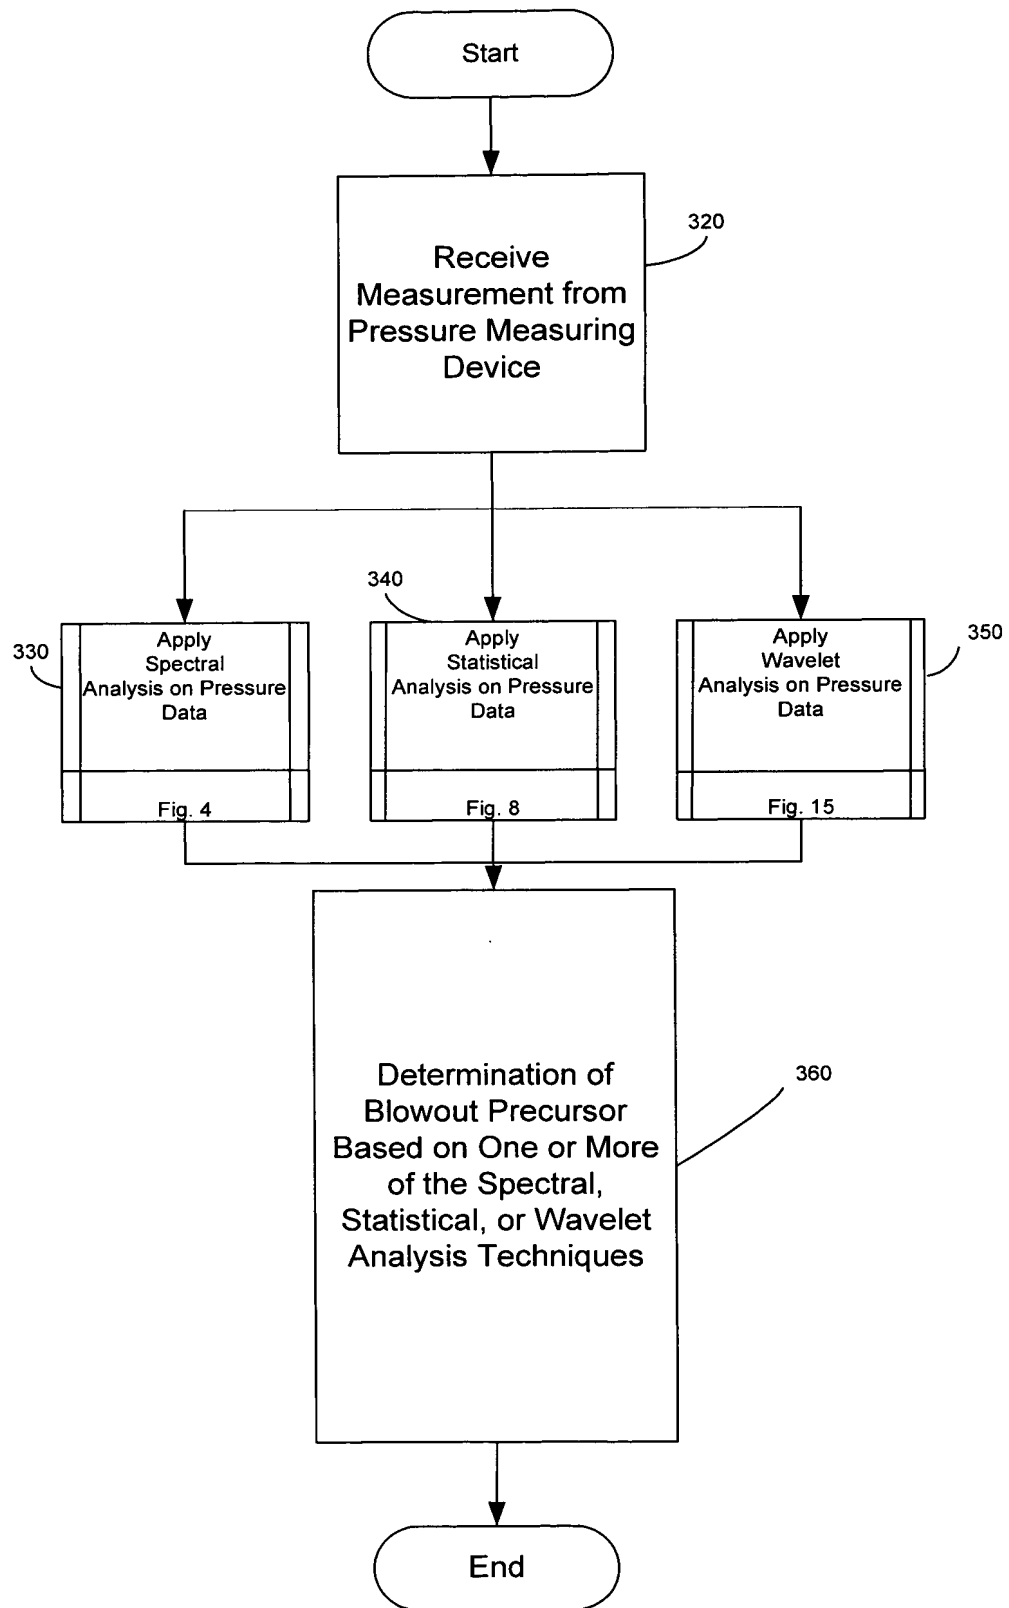 Start
320
Receive
Measurement from
Pressure Measuring
Device
340
330
Apply
Spectral
Analysis on Pressure
Data
Fig. 4
Apply
Statistical
Analysis on Pressure
Data
Fig. 8
350
Apply
Wavelet
Analysis on Pressure
Data
Fig. 15
360
Determination of
Blowout Precursor
Based on One or More
of the Spectral,
Statistical, or Wavelet
Analysis Techniques
End